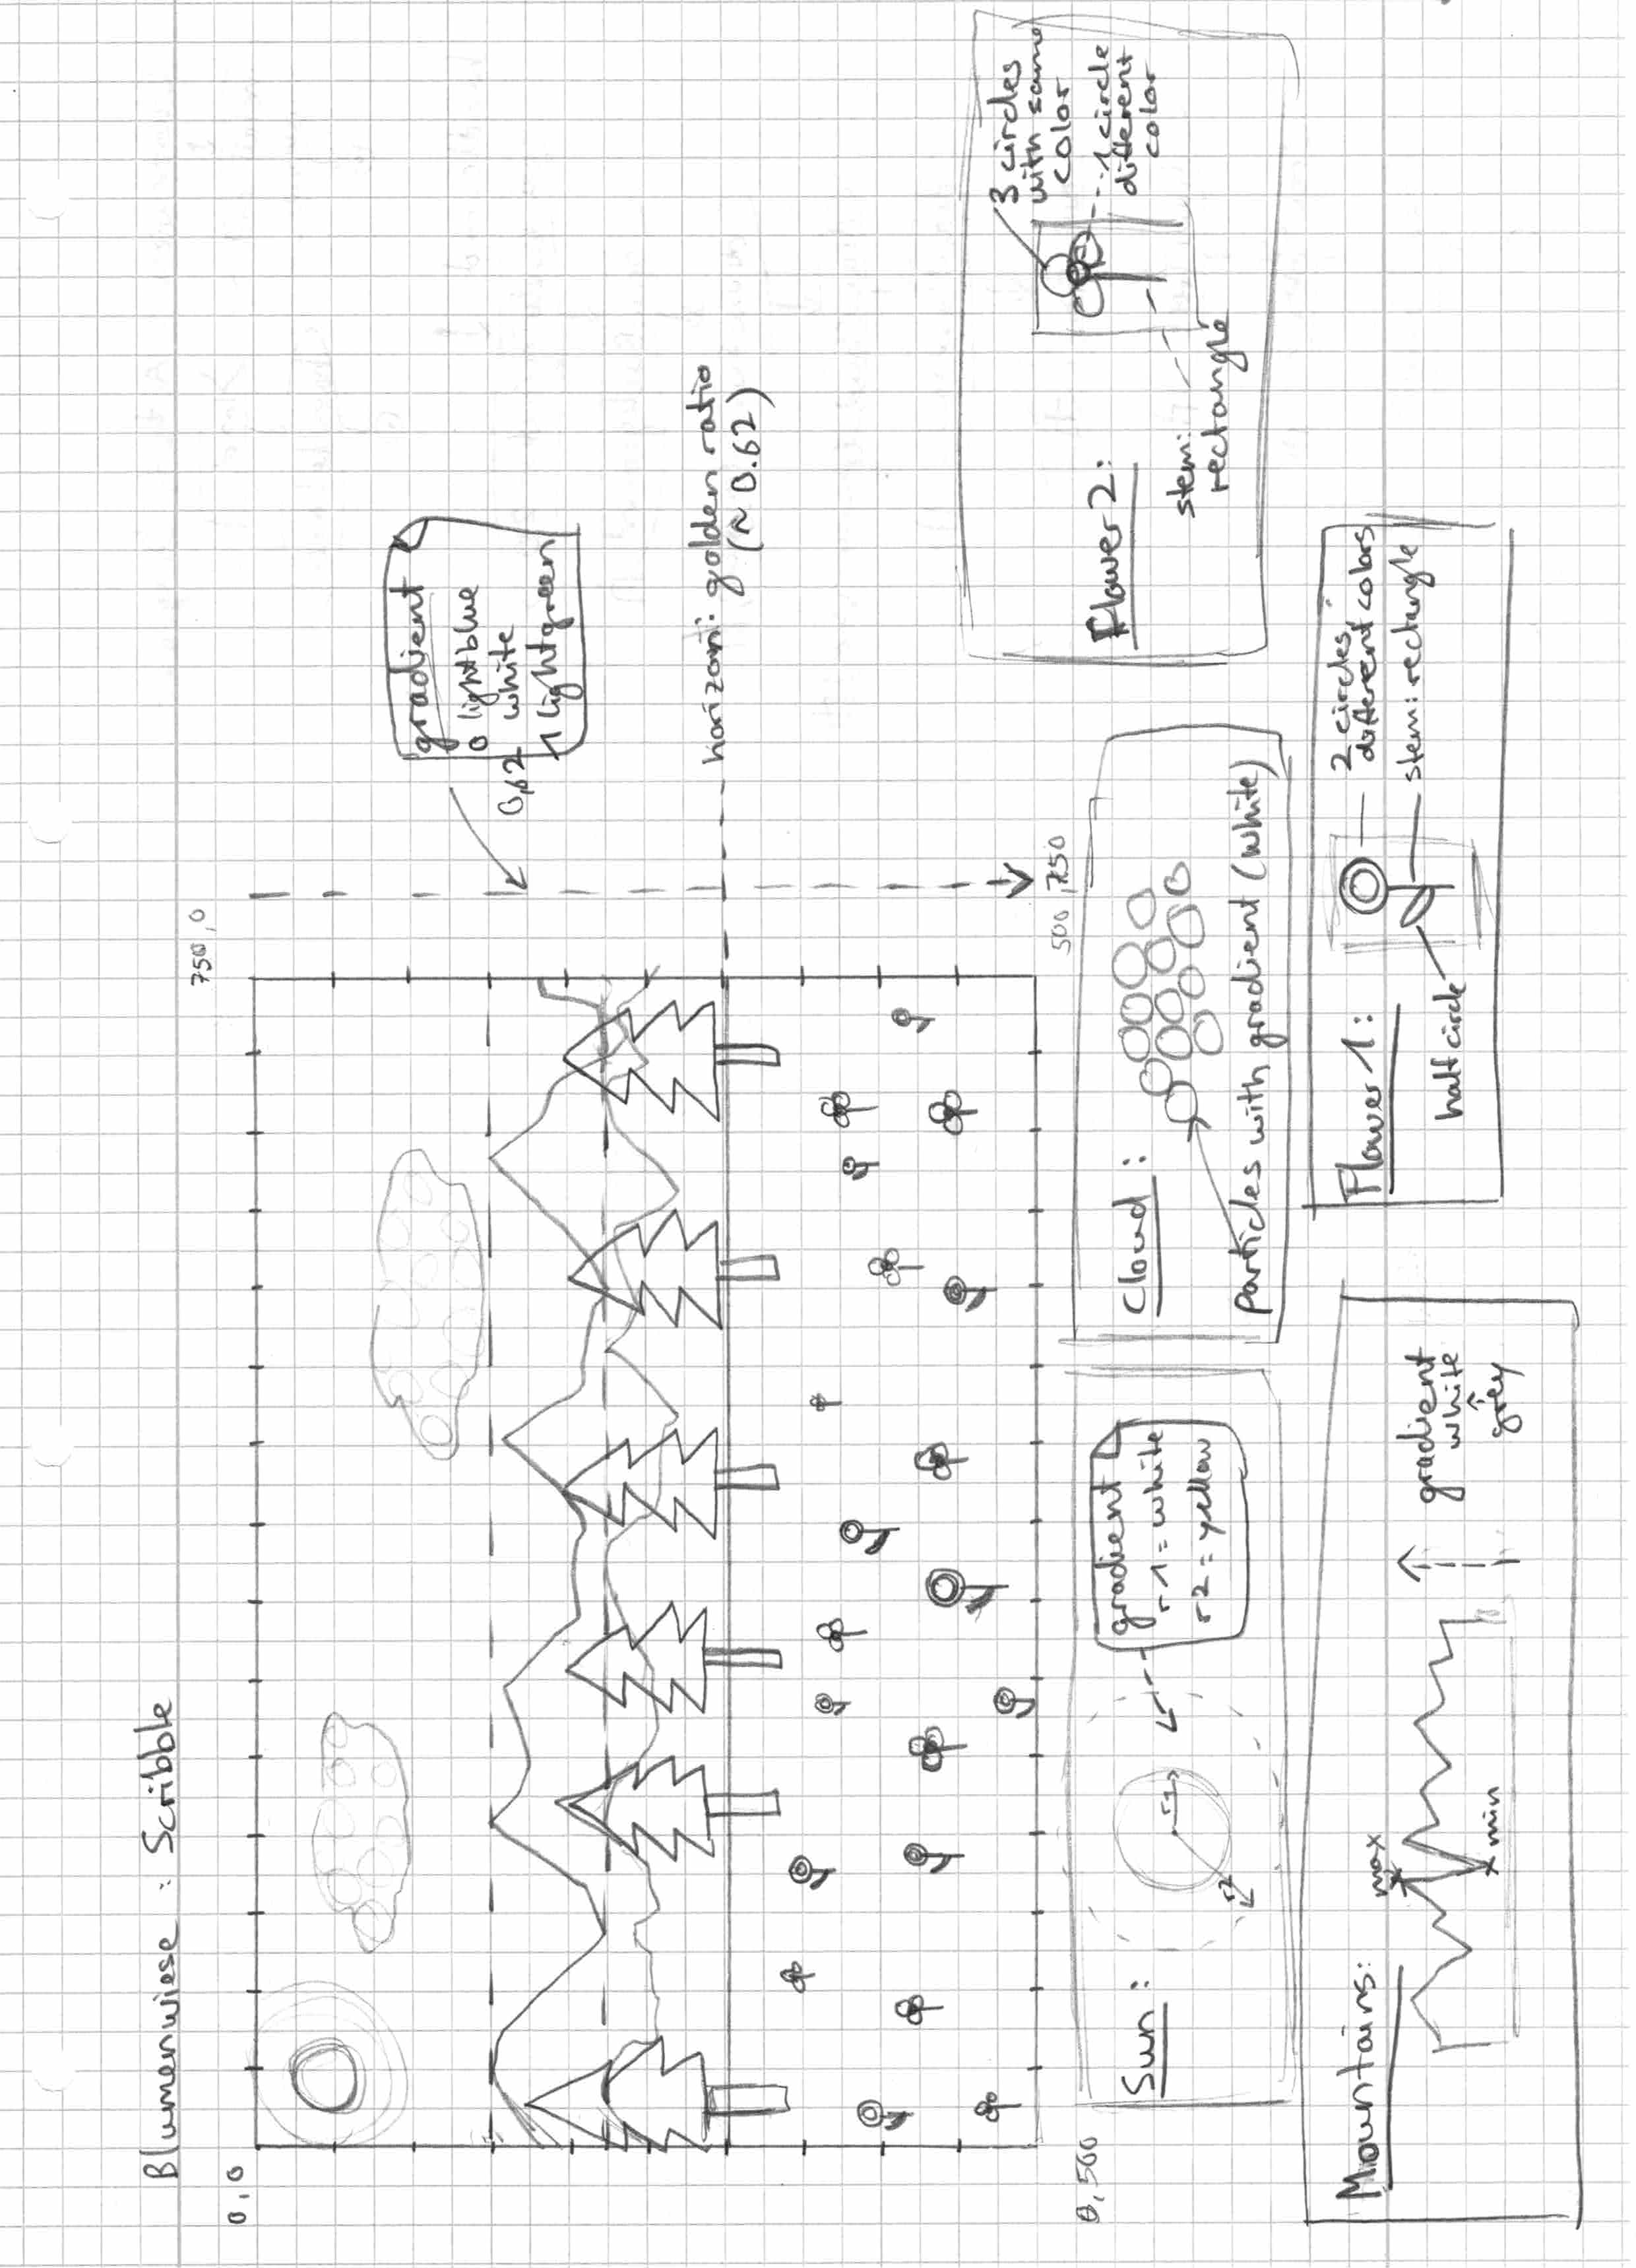 Blumenwiese : Scribble
750,0
0,0
gradient
0 lightblue
0,62 white
1 lightgreen
horizon: golden ratio
(≈ 0.62)
0,500
500,750
Sun:
r1
r2
gradient
r1 = white
r2 = yellow
Cloud:
particles with gradient (white)
Flower 2:
3 circles
with same
color
1 circle
different
color
stem:
rectangle
Mountains:
max
min
gradient
white
grey
Flower 1:
2 circles,
different colors
stem: rectangle
half circle